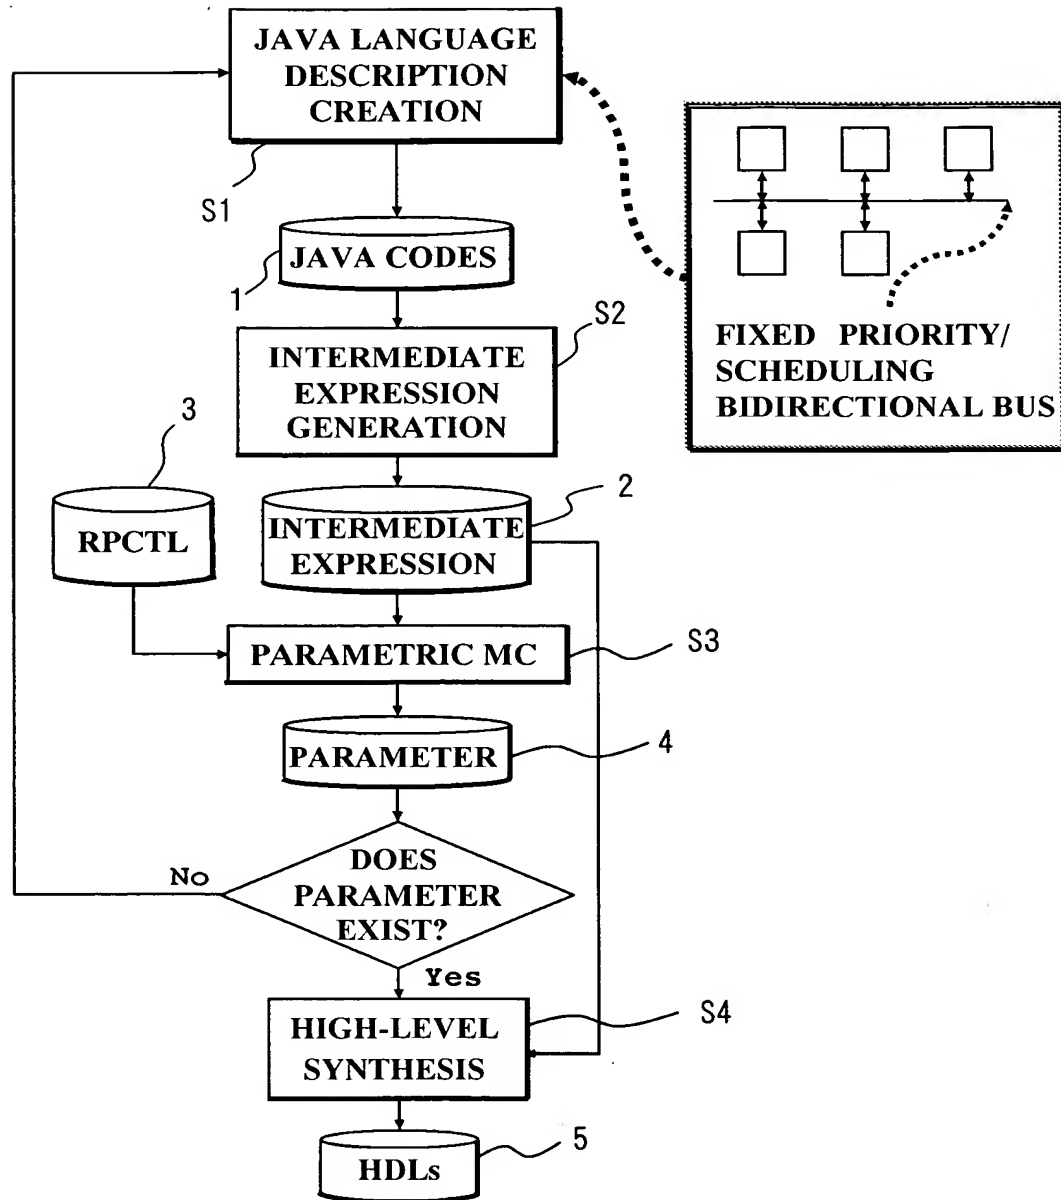 JAVA LANGUAGE
DESCRIPTION
CREATION
S1
JAVA CODES
1
S2
INTERMEDIATE
EXPRESSION
GENERATION
FIXED PRIORITY/
SCHEDULING
BIDIRECTIONAL BUS
3
RPCTL
2
INTERMEDIATE
EXPRESSION
PARAMETRIC MC
S3
PARAMETER
4
DOES
PARAMETER
EXIST?
No
Yes
HIGH-LEVEL
SYNTHESIS
S4
HDLs
5